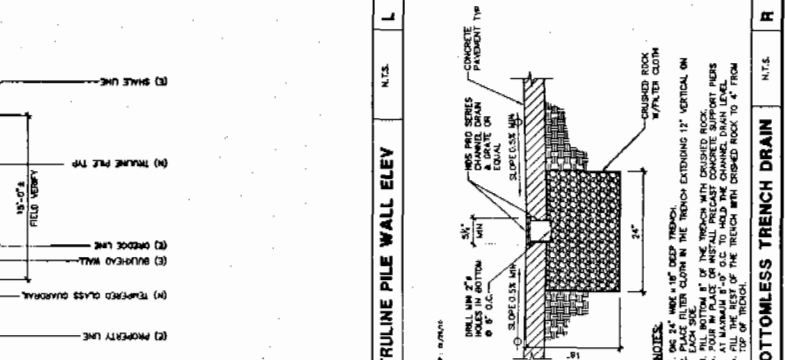 (E) SHALE LINE
(N) TRULINE PILE TYP
15'-0"±
FIELD VERIFY
(E) DREDGE LINE
(E) BULKHEAD WALL
(N) TEMPERED GLASS GUARDRAIL
(E) PROPERTY LINE
TRULINE PILE WALL ELEV
N.T.S.
L
CONCRETE
PAVEMENT TYP
NDS PRO SERIES
CHANNEL DRAIN
& GRATE OR
EQUAL
SLOPE 0.5% MIN
5¼"
MIN
DRILL MIN 2"
HOLES IN BOTTOM
@ 6" O.C.
SLOPE 0.5% MIN
CRUSHED ROCK
W/FILTER CLOTH
24"
18"
NOTES:
DIG 24" WIDE x 18" DEEP TRENCH.
PLACE FILTER CLOTH IN THE TRENCH EXTENDING 12" VERTICAL ON
EACH SIDE.
FILL BOTTOM 8" OF THE TRENCH WITH CRUSHED ROCK.
POUR IN PLACE OR INSTALL PRECAST CONCRETE SUPPORT PIERS
AT MAXIMUM O.C. TO HOLD THE CHANNEL DRAIN LEVEL.
FILL THE REST OF THE TRENCH WITH CRUSHED ROCK TO 4" FROM
TOP OF TRENCH.
BOTTOMLESS TRENCH DRAIN
N.T.S.
R